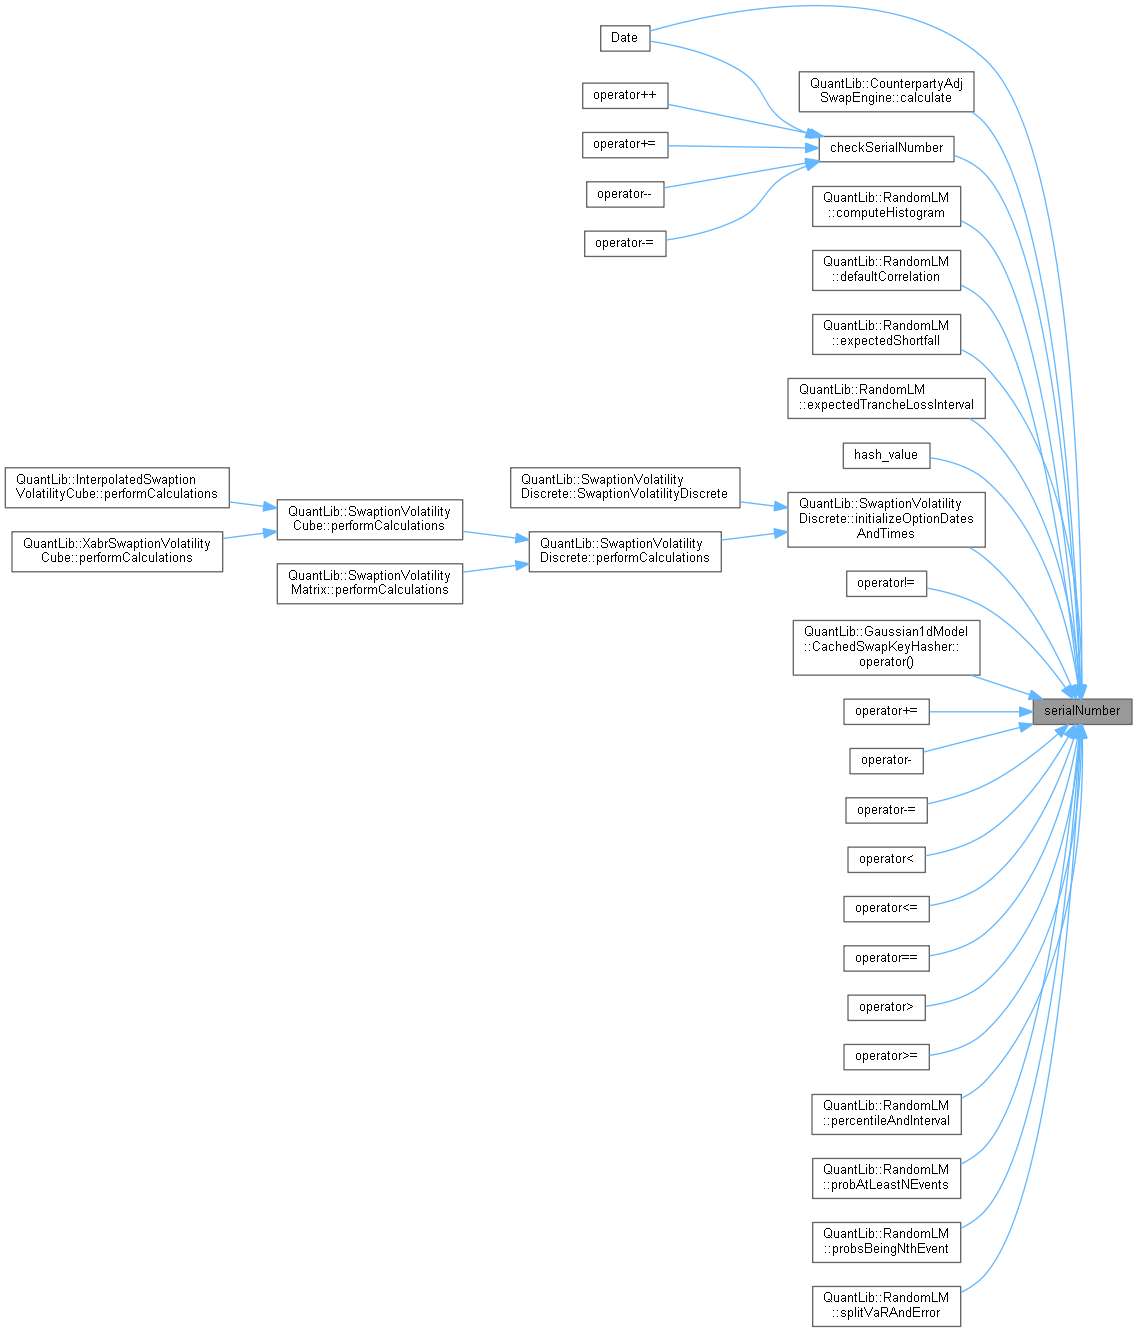 Date
QuantLib::CounterpartyAdj
SwapEngine::calculate
operator++
operator+=
checkSerialNumber
operator--
QuantLib::RandomLM
::computeHistogram
operator-=
QuantLib::RandomLM
::defaultCorrelation
QuantLib::RandomLM
::expectedShortfall
QuantLib::RandomLM
::expectedTrancheLossInterval
hash_value
QuantLib::InterpolatedSwaption
VolatilityCube::performCalculations
QuantLib::SwaptionVolatility
Discrete::SwaptionVolatilityDiscrete
QuantLib::SwaptionVolatility
Cube::performCalculations
QuantLib::SwaptionVolatility
Discrete::initializeOptionDates
AndTimes
QuantLib::XabrSwaptionVolatility
Cube::performCalculations
QuantLib::SwaptionVolatility
Discrete::performCalculations
QuantLib::SwaptionVolatility
Matrix::performCalculations
operator!=
QuantLib::Gaussian1dModel
::CachedSwapKeyHasher::
operator()
serialNumber
operator+=
operator-
operator-=
operator<
operator<=
operator==
operator>
operator>=
QuantLib::RandomLM
::percentileAndInterval
QuantLib::RandomLM
::probAtLeastNEvents
QuantLib::RandomLM
::probsBeingNthEvent
QuantLib::RandomLM
::splitVaRAndError